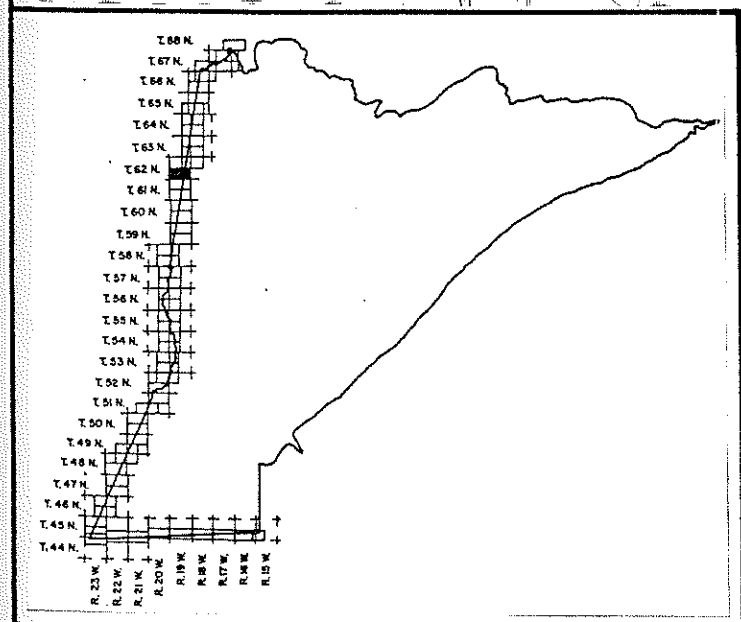 T. 68 N.
T. 67 N.
T. 66 N.
T. 65 N.
T. 64 N.
T. 63 N.
T. 62 N.
T. 61 N.
T. 60 N.
T. 59 N.
T. 58 N.
T. 57 N.
T. 56 N.
T. 55 N.
T. 54 N.
T. 53 N.
T. 52 N.
T. 51 N.
T. 50 N.
T. 49 N.
T. 48 N.
T. 47 N.
T. 46 N.
T. 45 N.
T. 44 N.
R. 23 W.
R. 22 W.
R. 21 W.
R. 20 W.
R. 19 W.
R. 18 W.
R. 17 W.
R. 16 W.
R. 15 W.